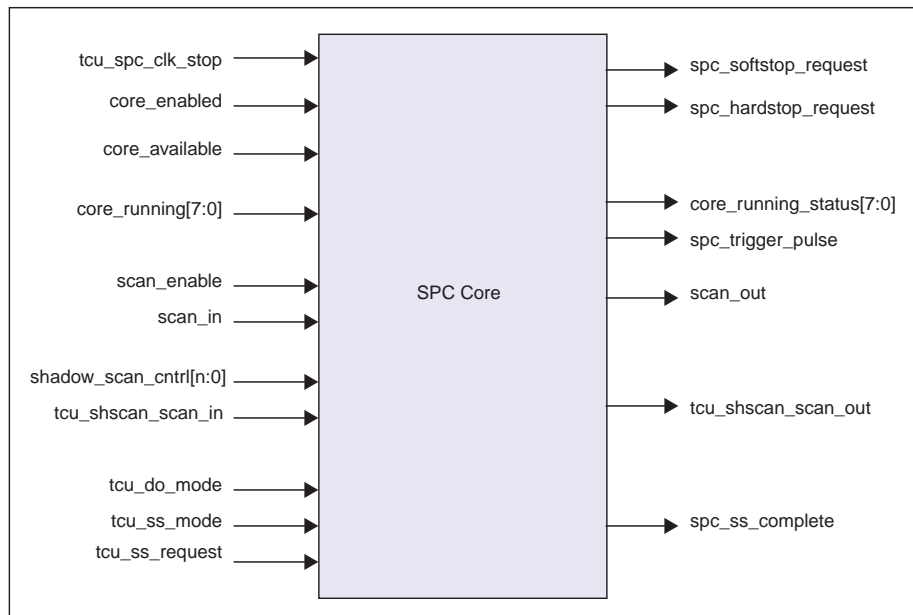 tcu_spc_clk_stop
core_enabled
core_available
core_running[7:0]
scan_enable
scan_in
shadow_scan_cntrl[n:0]
tcu_shscan_scan_in
tcu_do_mode
tcu_ss_mode
tcu_ss_request
SPC Core
spc_softstop_request
spc_hardstop_request
core_running_status[7:0]
spc_trigger_pulse
scan_out
tcu_shscan_scan_out
spc_ss_complete